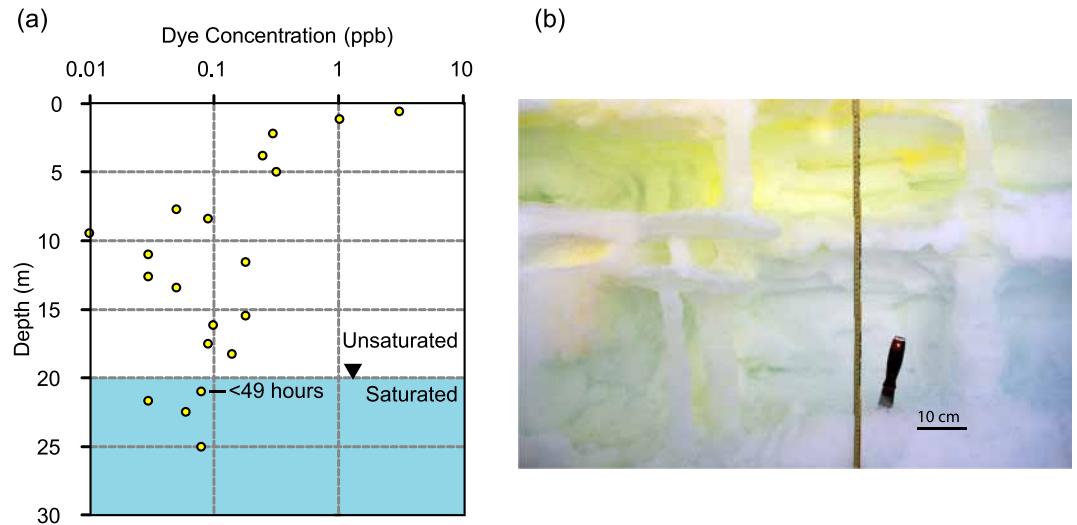 (a)
Dye Concentration (ppb)
0.01 0.1 1 10
0
5
10
15
20
25
30
Depth (m)
Unsaturated
Saturated
<49 hours
(b)
10 cm